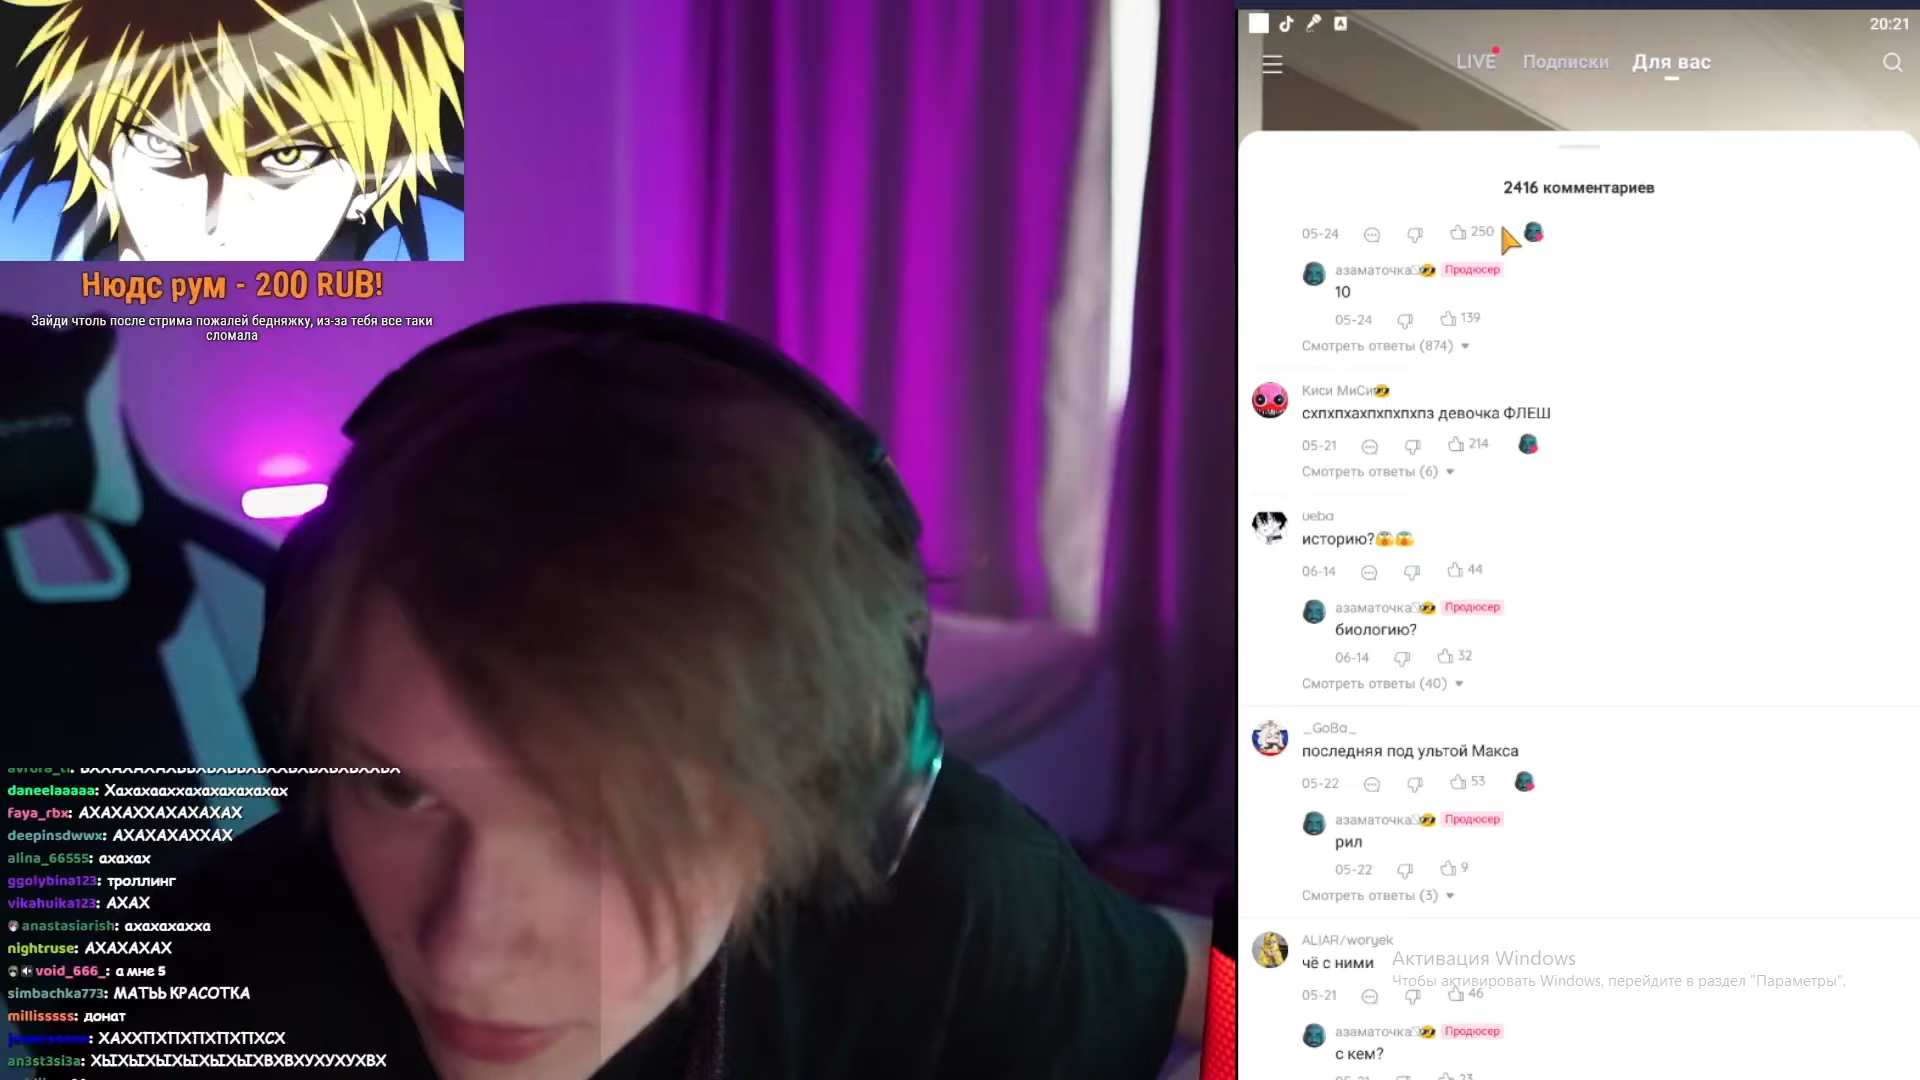 Нюдс рум - 200 RUB!
Зайди чтоль после стрима пожалей бедняжку, из-за тебя все таки
сломала
daneelaaaaa: Хахахааххахахахахахах
faya_rbx: АХАХАХХАХАХАХАХ
deepinsdwwx: АХАХАХАХХАХ
alina_66555: ахахах
ggolybina123: троллинг
vikahuika123: АХАХ
anastasiarish: ахахахахха
nightruse: АХАХАХАХ
void_666_: а мне 5
simbachka773: МАТЬЬ КРАСОТКА
millisssss: донат
ХАХХПХПХПХПХПХСХ
an3st3si3a: ХЫХЫХЫХЫХЫХЫХВХВХУХУХУХВХ
20:21
LIVE Подписки Для вас
2416 комментариев
05-24 250
азаматочка Продюсер
10
05-24 139
Смотреть ответы (874)
Киси МиСи
схпхпхахпхпхпхпз девочка ФЛЕШ
05-21 214
Смотреть ответы (6)
ueba
историю?😱😱
06-14 44
азаматочка Продюсер
биологию?
06-14 32
Смотреть ответы (40)
_GoBa_
последняя под ультой Макса
05-22 53
азаматочка Продюсер
рил
05-22 9
Смотреть ответы (3)
AL|AR/woryek
чё с ними
05-21 46
азаматочка Продюсер
с кем?
Активация Windows
Чтобы активировать Windows, перейдите в раздел "Параметры".